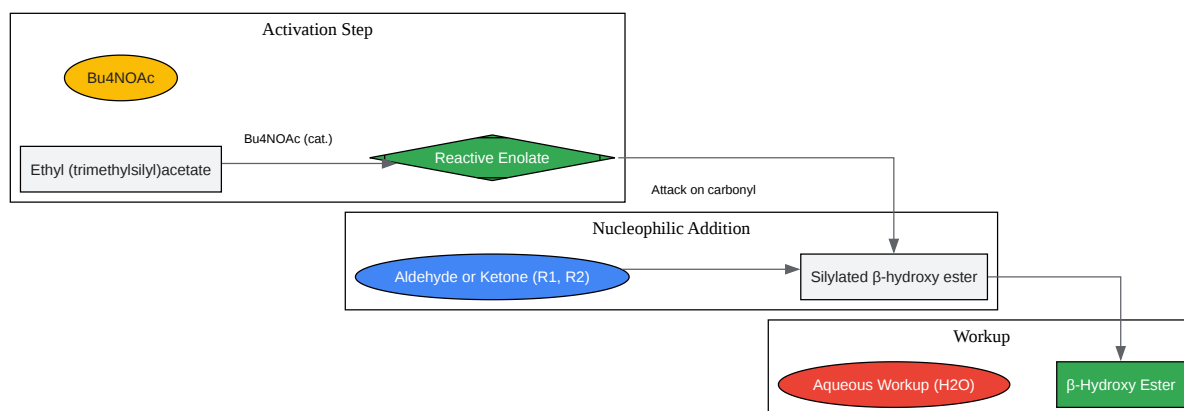 Activation Step
Bu4NOAc
Bu4NOAc (cat.)
Ethyl (trimethylsilyl)acetate
Reactive Enolate
Attack on carbonyl
Nucleophilic Addition
Aldehyde or Ketone (R1, R2)
Silylated β-hydroxy ester
Workup
Aqueous Workup (H2O)
β-Hydroxy Ester